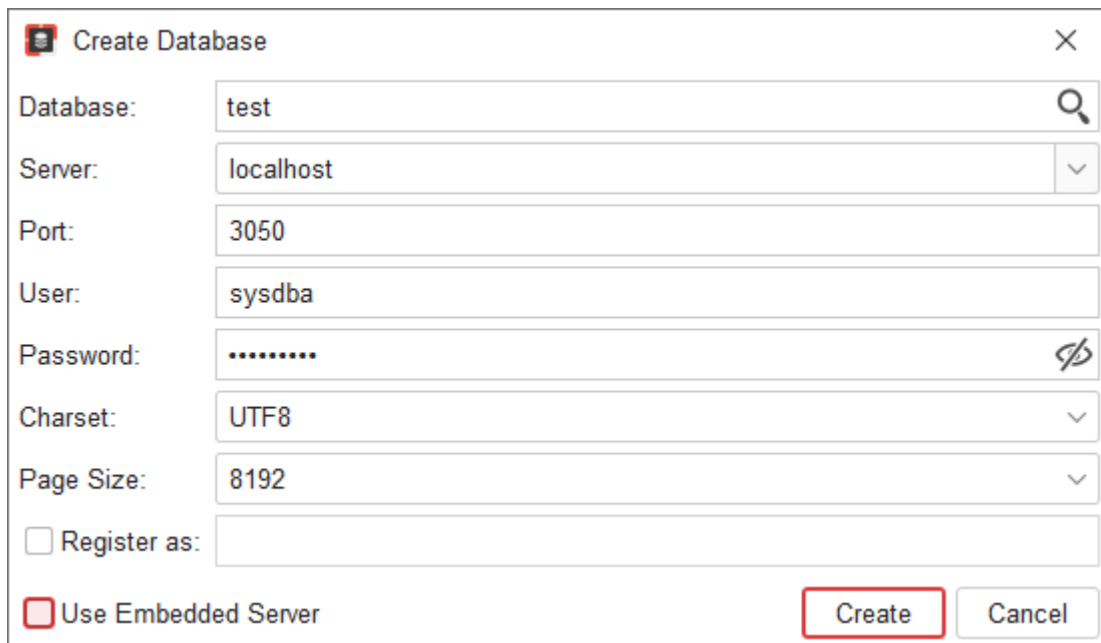 Create Database
Database: test
Server: localhost
Port: 3050
User: sysdba
Password: •••••••••
Charset: UTF8
Page Size: 8192
Register as:
Use Embedded Server Create Cancel